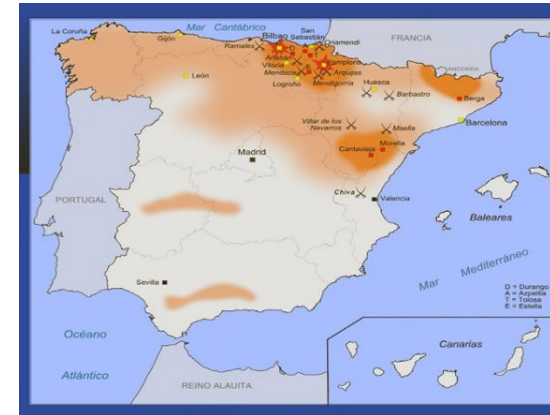 Mar Cantábrico
La Coruña
Gijón
Bilbao
San
Sebastián
Oriamendi
FRANCIA
Ramales
Vitoria
Pamplona
ANDORRA
León
Mendaza
Arquijas
Logroño
Mendigorría
Huesca
Barbastro
Berga
Villar de los
Navarros
Maella
Barcelona
Madrid
Morella
Cantavieja
PORTUGAL
Chiva
Valencia
Baleares
Mar Mediterráneo
Sevilla
D = Durango
A = Azpeitia
T = Tolosa
E = Estella
Océano
Atlántico
Canarias
REINO ALAUITA